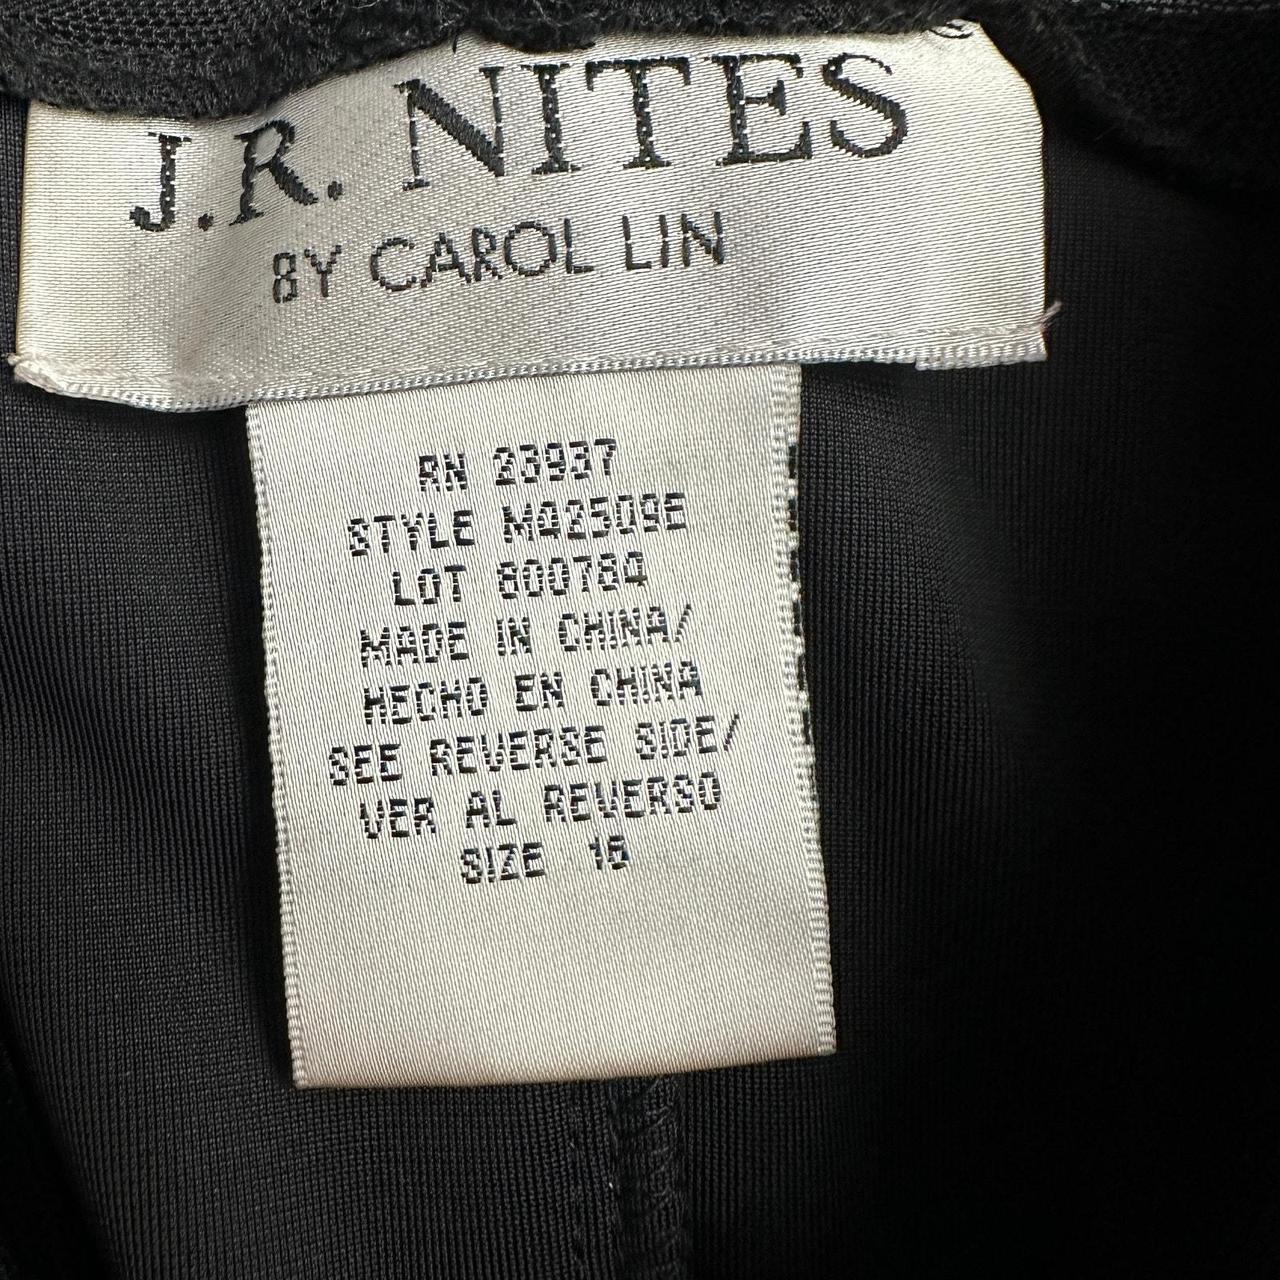 J.R. NITES
BY CAROL LIN
RN 23937
STYLE MQ2509E
LOT 800784
MADE IN CHINA/
HECHO EN CHINA
SEE REVERSE SIDE/
VER AL REVERSO
SIZE 16